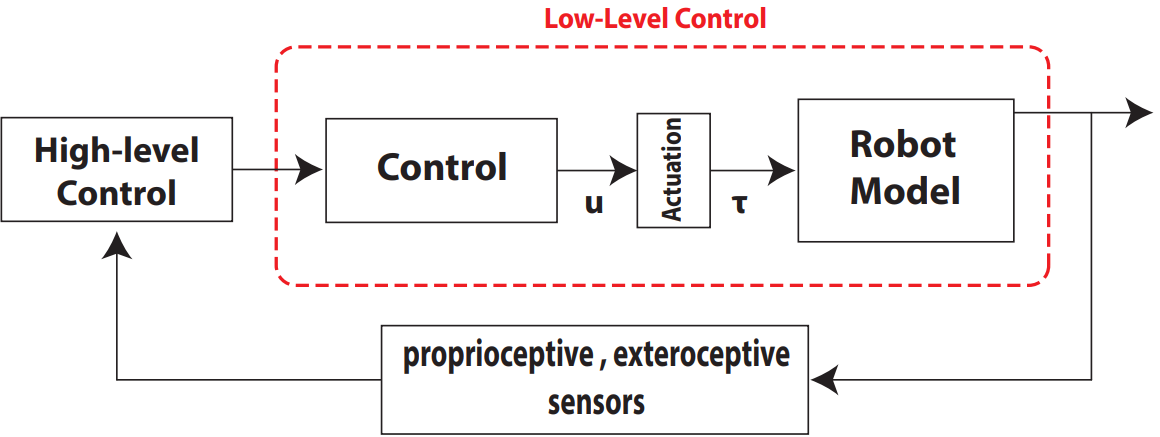 Low-Level Control
High-level
Control
Control
u
Actuation
τ
Robot
Model
proprioceptive , exteroceptive
sensors